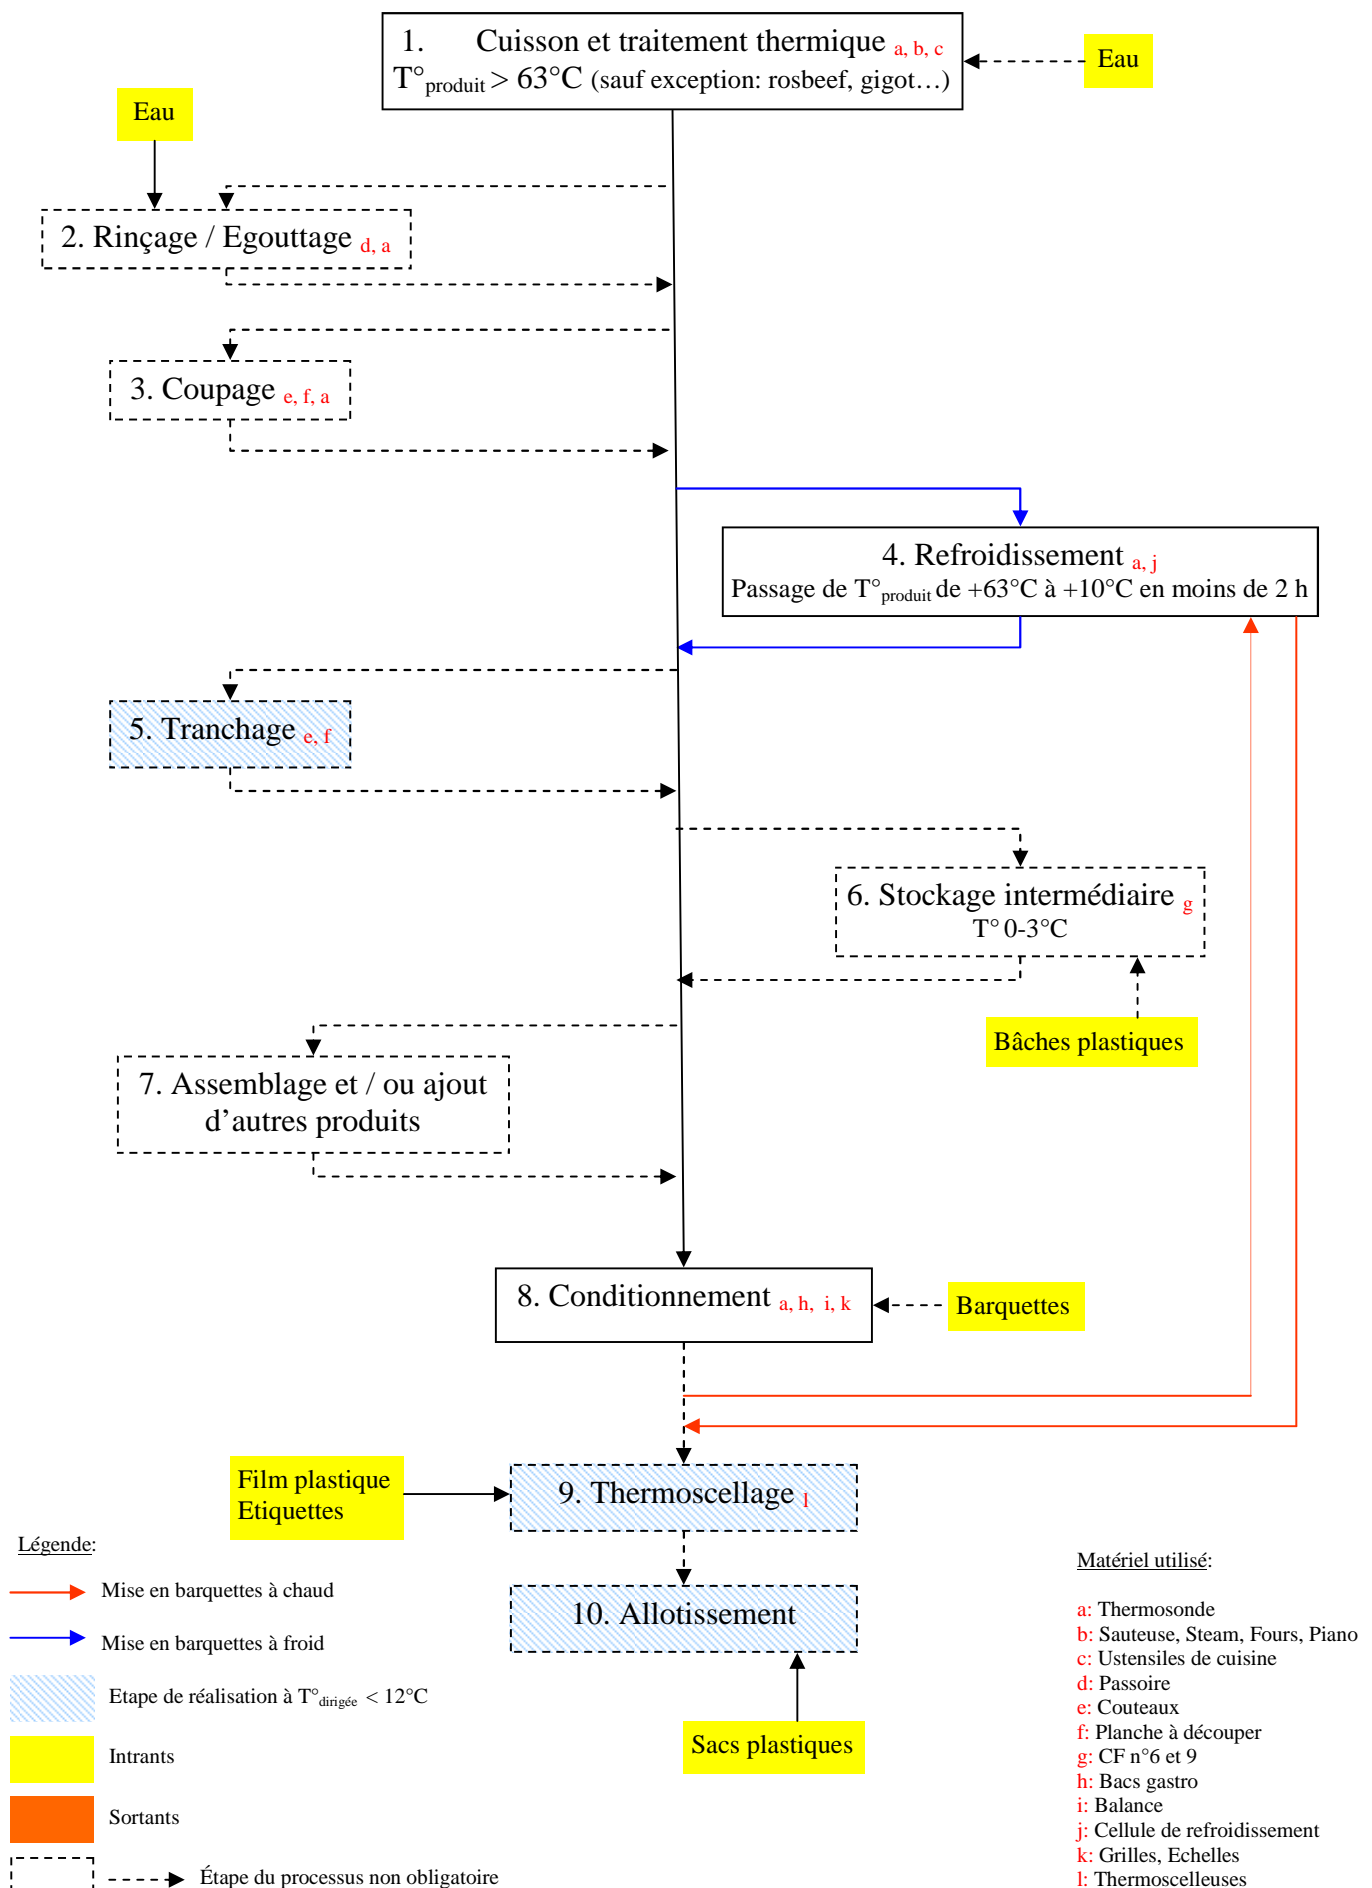 1. Cuisson et traitement thermique a, b, c
T°produit > 63°C (sauf exception: rosbeef, gigot…)
Eau
Eau
2. Rinçage / Egouttage d, a
3. Coupage e, f, a
4. Refroidissement a, j
Passage de T°produit de +63°C à +10°C en moins de 2 h
5. Tranchage e, f
6. Stockage intermédiaire g
T° 0-3°C
Bâches plastiques
7. Assemblage et / ou ajout
d’autres produits
8. Conditionnement a, h, i, k
Barquettes
Film plastique
Etiquettes
9. Thermoscellage l
10. Allotissement
Sacs plastiques
Légende:
Mise en barquettes à chaud
Mise en barquettes à froid
Etape de réalisation à T°dirigée < 12°C
Intrants
Sortants
Étape du processus non obligatoire
Matériel utilisé:
a: Thermosonde
b: Sauteuse, Steam, Fours, Piano
c: Ustensiles de cuisine
d: Passoire
e: Couteaux
f: Planche à découper
g: CF n°6 et 9
h: Bacs gastro
i: Balance
j: Cellule de refroidissement
k: Grilles, Echelles
l: Thermoscelleuses